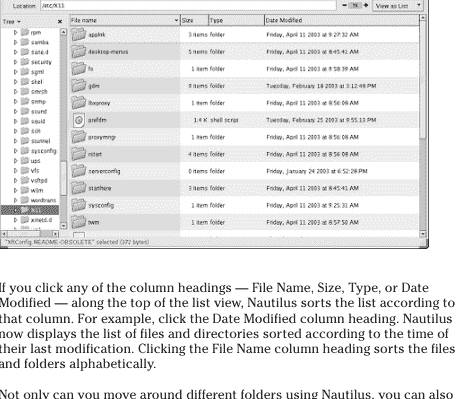 Location: /etc/X11
View as List
Tree
File name Size Type Date Modified
rpm
samba
sane.d
security
sgml
skel
smrsh
snmp
sound
squid
ssh
stunnel
sysconfig
ups
vfs
vsftpd
wdm
wordtrans
X11
xinetd.d
applnk 3 items folder Friday, April 11 2003 at 9:27:32 AM
desktop-menus 5 items folder Friday, April 11 2003 at 8:45:41 AM
fs 1 item folder Friday, April 11 2003 at 9:58:39 AM
gdm 9 items folder Tuesday, February 18 2003 at 3:12:48 PM
lbxproxy 1 item folder Friday, April 11 2003 at 8:56:08 AM
prefdm 1.4 K shell script Tuesday, February 25 2003 at 9:55:13 PM
proxymngr 1 item folder Friday, April 11 2003 at 8:56:08 AM
rstart 4 items folder Friday, April 11 2003 at 8:56:08 AM
serverconfig 0 items folder Friday, January 24 2003 at 6:52:28 PM
starthere 3 items folder Friday, April 11 2003 at 8:45:41 AM
sysconfig 1 item folder Friday, April 11 2003 at 9:25:31 AM
twm 1 item folder Friday, April 11 2003 at 8:57:50 AM
"XftConfig.README-OBSOLETE" selected (372 bytes)
If you click any of the column headings — File Name, Size, Type, or Date
Modified — along the top of the list view, Nautilus sorts the list according to
that column. For example, click the Date Modified column heading. Nautilus
now displays the list of files and directories sorted according to the time of
their last modification. Clicking the File Name column heading sorts the files
and folders alphabetically.
Not only can you move around different folders using Nautilus, you can also